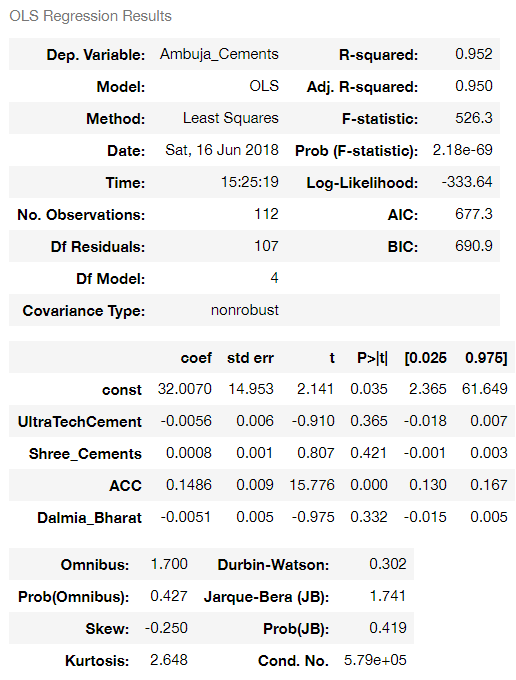 OLS Regression Results
Dep. Variable: Ambuja_Cements R-squared: 0.952
Model: OLS Adj. R-squared: 0.950
Method: Least Squares F-statistic: 526.3
Date: Sat, 16 Jun 2018 Prob (F-statistic): 2.18e-69
Time: 15:25:19 Log-Likelihood: -333.64
No. Observations: 112 AIC: 677.3
Df Residuals: 107 BIC: 690.9
Df Model: 4
Covariance Type: nonrobust
coef std err t P>|t| [0.025 0.975]
const 32.0070 14.953 2.141 0.035 2.365 61.649
UltraTechCement -0.0056 0.006 -0.910 0.365 -0.018 0.007
Shree_Cements 0.0008 0.001 0.807 0.421 -0.001 0.003
ACC 0.1486 0.009 15.776 0.000 0.130 0.167
Dalmia_Bharat -0.0051 0.005 -0.975 0.332 -0.015 0.005
Omnibus: 1.700 Durbin-Watson: 0.302
Prob(Omnibus): 0.427 Jarque-Bera (JB): 1.741
Skew: -0.250 Prob(JB): 0.419
Kurtosis: 2.648 Cond. No. 5.79e+05